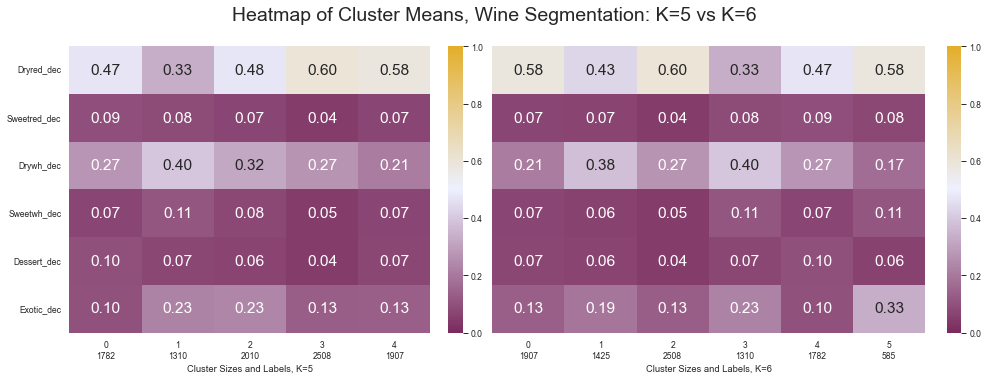 Heatmap of Cluster Means, Wine Segmentation: K=5 vs K=6
Dryred_dec 0.47 0.33 0.48 0.60 0.58
Sweetred_dec 0.09 0.08 0.07 0.04 0.07
Drywh_dec 0.27 0.40 0.32 0.27 0.21
Sweetwh_dec 0.07 0.11 0.08 0.05 0.07
Dessert_dec 0.10 0.07 0.06 0.04 0.07
Exotic_dec 0.10 0.23 0.23 0.13 0.13
0 1 2 3 4
1782 1310 2010 2508 1907
Cluster Sizes and Labels, K=5
1.0
0.8
0.6
0.4
0.2
0.0
0.58 0.43 0.60 0.33 0.47 0.58
0.07 0.07 0.04 0.08 0.09 0.08
0.21 0.38 0.27 0.40 0.27 0.17
0.07 0.06 0.05 0.11 0.07 0.11
0.07 0.06 0.04 0.07 0.10 0.06
0.13 0.19 0.13 0.23 0.10 0.33
0 1 2 3 4 5
1907 1425 2508 1310 1782 585
Cluster Sizes and Labels, K=6
1.0
0.8
0.6
0.4
0.2
0.0